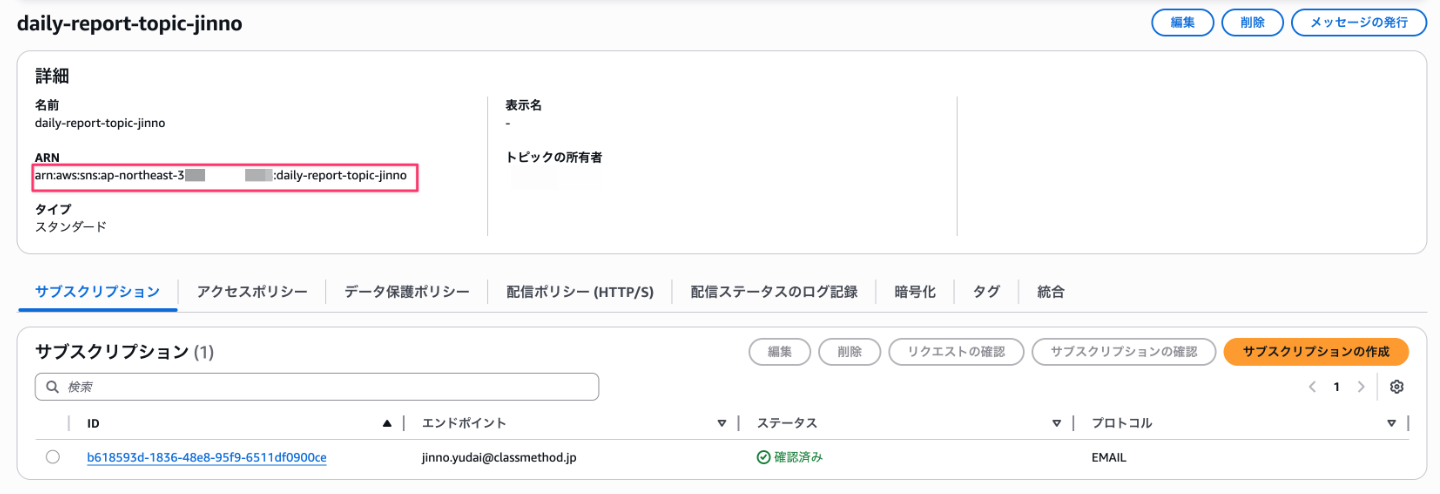 daily-report-topic-jinno
編集 削除 メッセージの発行
詳細
名前
daily-report-topic-jinno
表示名
-
ARN
arn:aws:sns:ap-northeast-3 :daily-report-topic-jinno
トピックの所有者
タイプ
スタンダード
サブスクリプション アクセスポリシー データ保護ポリシー 配信ポリシー (HTTP/S) 配信ステータスのログ記録 暗号化 タグ 統合
サブスクリプション (1)
編集 削除 リクエストの確認 サブスクリプションの確認 サブスクリプションの作成
検索
1
ID エンドポイント ステータス プロトコル
b618593d-1836-48e8-95f9-6511df0900ce jinno.yudai@classmethod.jp 確認済み EMAIL